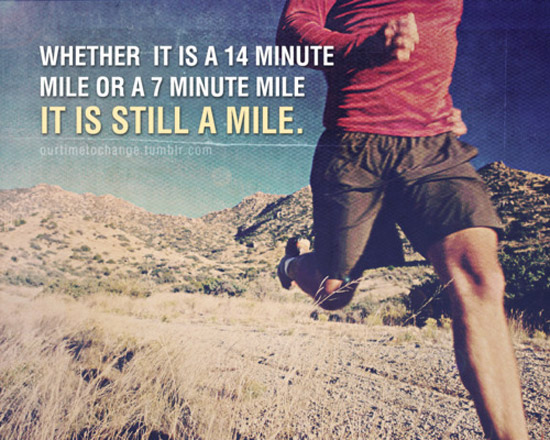 WHETHER IT IS A 14 MINUTE
MILE OR A 7 MINUTE MILE
IT IS STILL A MILE.
ourtimetochange.tumblr.com